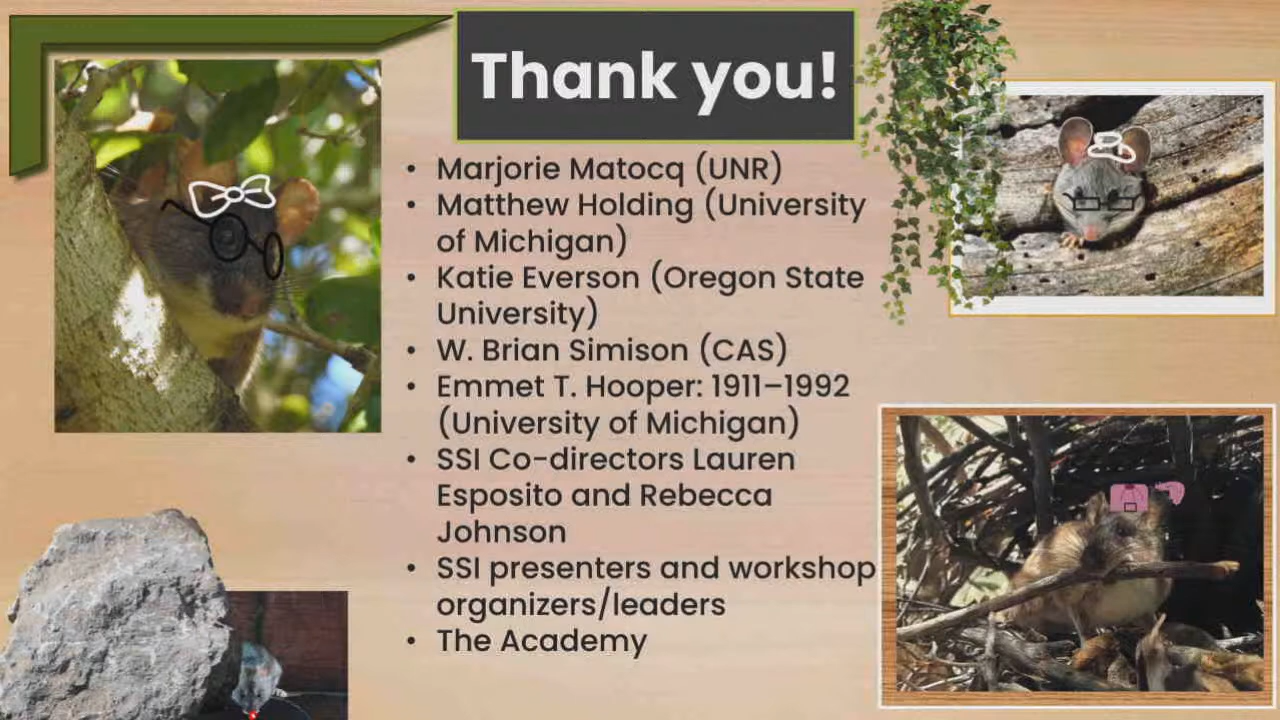 Thank you!
• Marjorie Matocq (UNR)
• Matthew Holding (University
of Michigan)
• Katie Everson (Oregon State
University)
• W. Brian Simison (CAS)
• Emmet T. Hooper: 1911–1992
(University of Michigan)
• SSI Co-directors Lauren
Esposito and Rebecca
Johnson
• SSI presenters and workshop
organizers/leaders
• The Academy